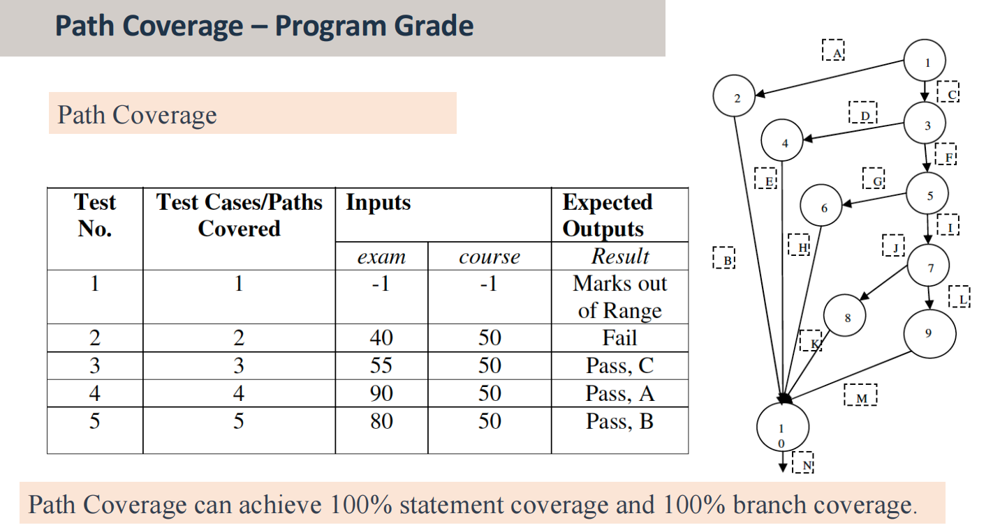 Path Coverage – Program Grade
Path Coverage
Test No. Test Cases/Paths Covered Inputs Expected Outputs
exam course Result
1 1 -1 -1 Marks out of Range
2 2 40 50 Fail
3 3 55 50 Pass, C
4 4 90 50 Pass, A
5 5 80 50 Pass, B
A
1
2
C
D
3
4
F
E
G
5
6
I
H
J
B
7
L
8
K
9
M
10
N
Path Coverage can achieve 100% statement coverage and 100% branch coverage.